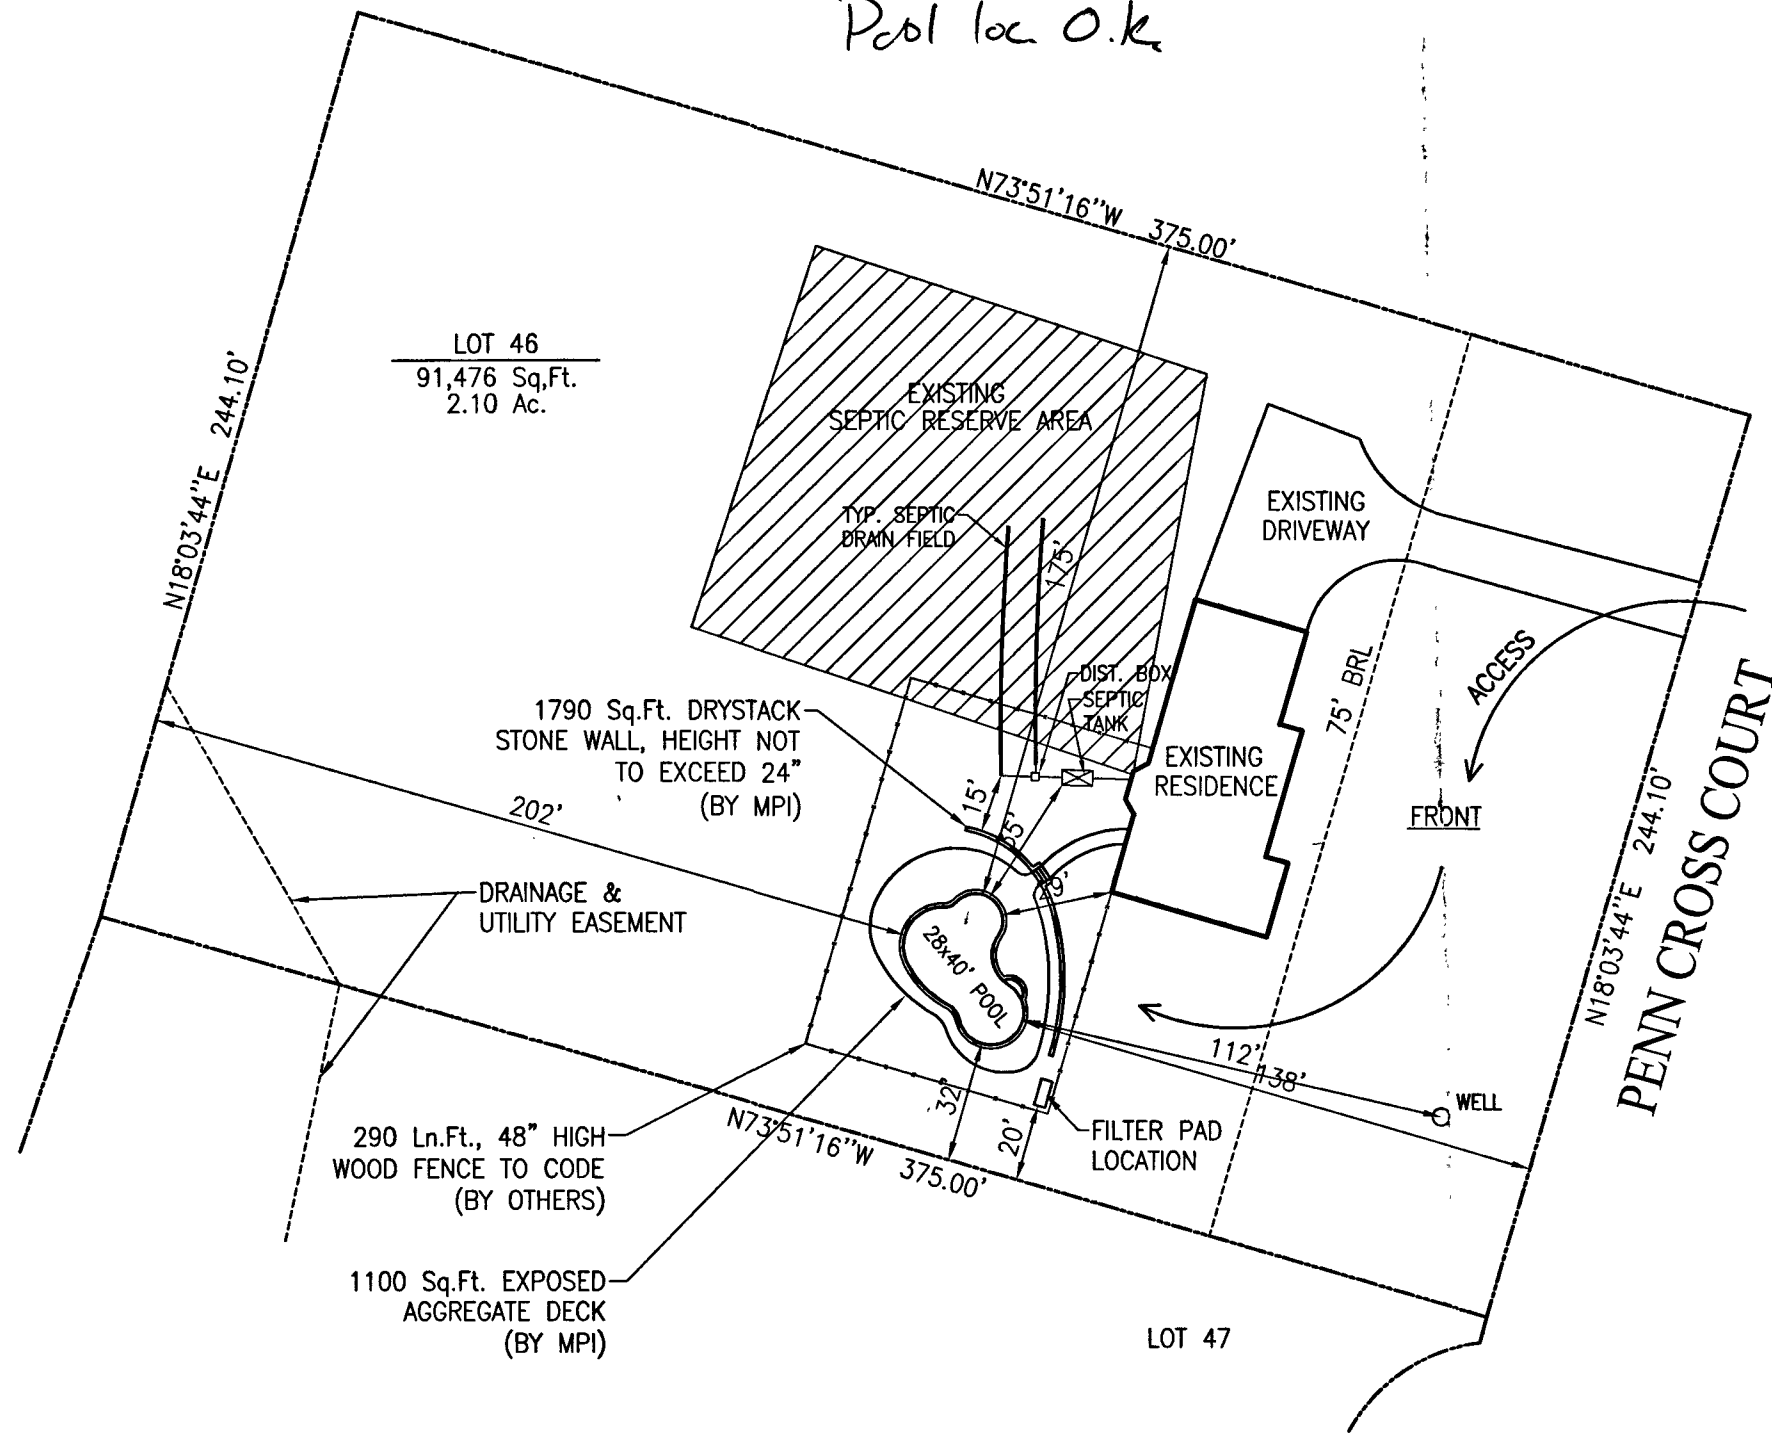 Pool loc O.k.
N73°51'16"W 375.00'
LOT 46
91,476 Sq,Ft.
2.10 Ac.
N18°03'44"E 244.10'
EXISTING
SEPTIC RESERVE AREA
TYP. SEPTIC
DRAIN FIELD
175'
EXISTING
DRIVEWAY
75' BRL
ACCESS
DIST. BOX
SEPTIC
TANK
1790 Sq.Ft. DRYSTACK
STONE WALL, HEIGHT NOT
TO EXCEED 24"
(BY MPI)
EXISTING
RESIDENCE
FRONT
202'
15'
DRAINAGE &
UTILITY EASEMENT
28x40' POOL
N18°03'44"E 244.10'
PENN CROSS COURT
112'
138'
WELL
32'
20'
FILTER PAD
LOCATION
290 Ln.Ft., 48" HIGH
WOOD FENCE TO CODE
(BY OTHERS)
N73°51'16"W 375.00'
1100 Sq.Ft. EXPOSED
AGGREGATE DECK
(BY MPI)
LOT 47